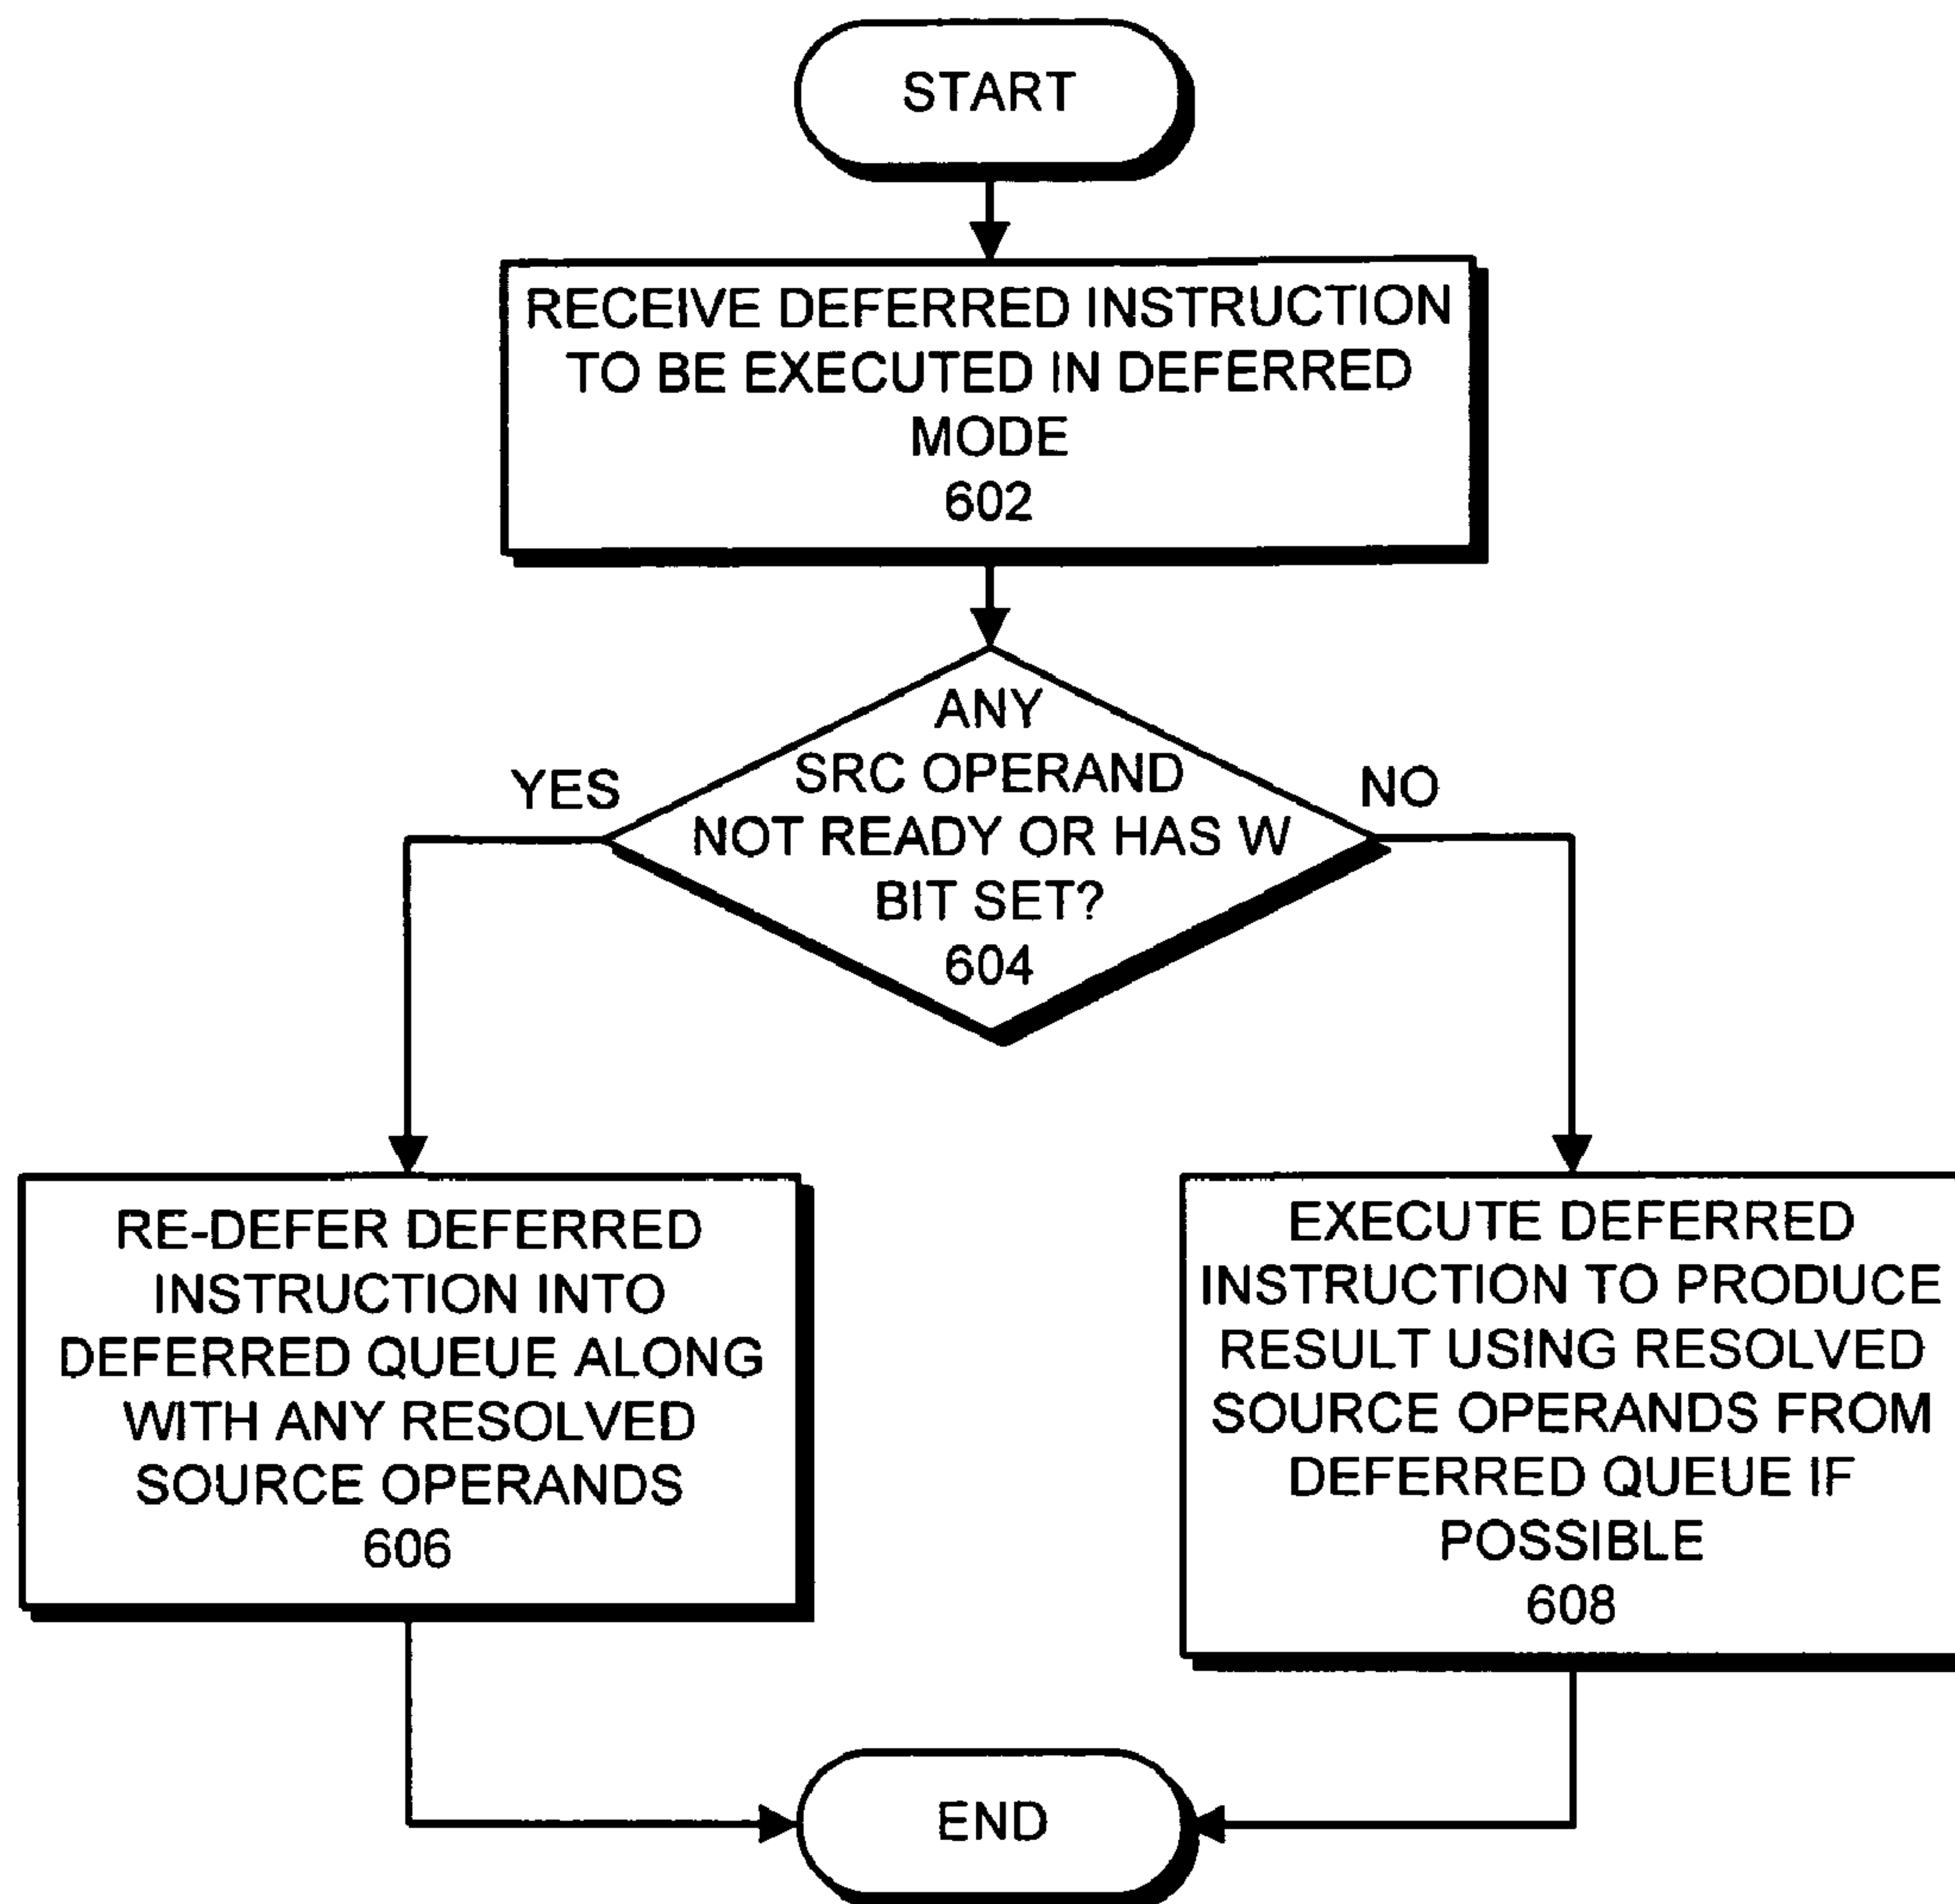 START
RECEIVE DEFERRED INSTRUCTION
TO BE EXECUTED IN DEFERRED
MODE
602
ANY
SRC OPERAND
NOT READY OR HAS W
BIT SET?
604
YES
NO
RE-DEFER DEFERRED
INSTRUCTION INTO
DEFERRED QUEUE ALONG
WITH ANY RESOLVED
SOURCE OPERANDS
606
EXECUTE DEFERRED
INSTRUCTION TO PRODUCE
RESULT USING RESOLVED
SOURCE OPERANDS FROM
DEFERRED QUEUE IF
POSSIBLE
608
END